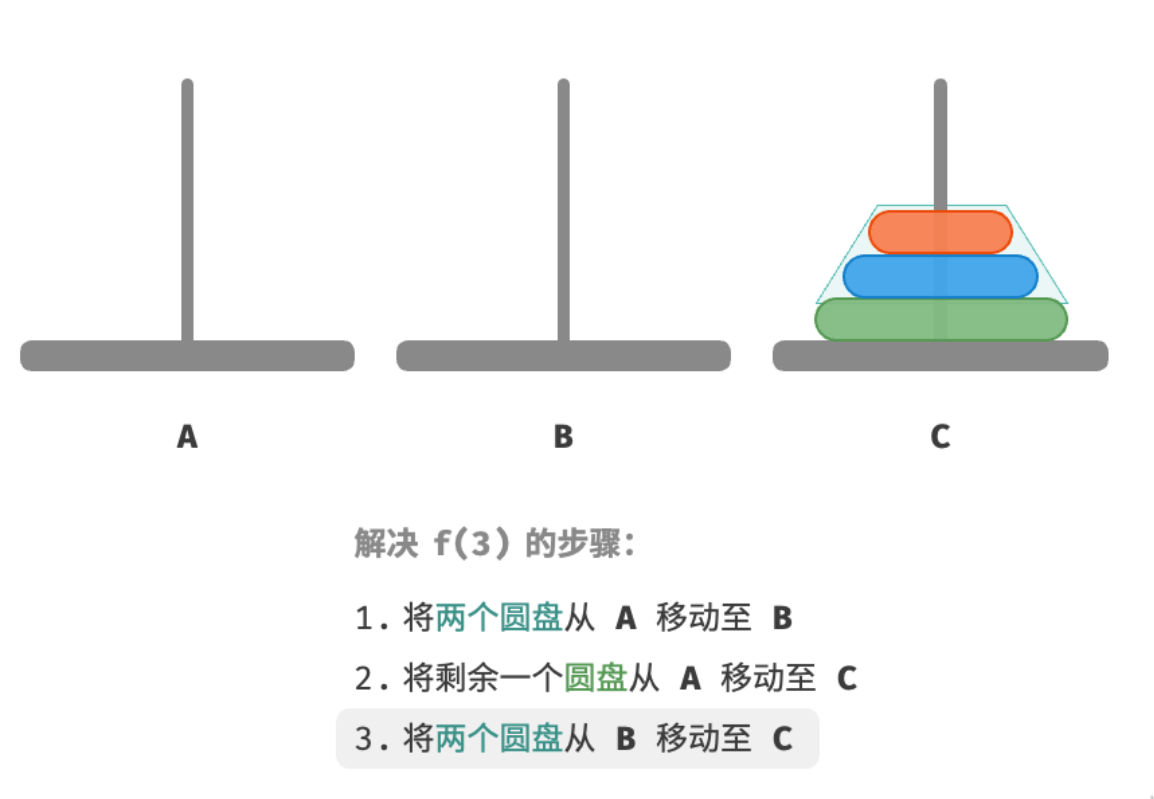 A
B
C
解决 f(3) 的步骤:
1. 将两个圆盘从 A 移动至 B
2. 将剩余一个圆盘从 A 移动至 C
3. 将两个圆盘从 B 移动至 C